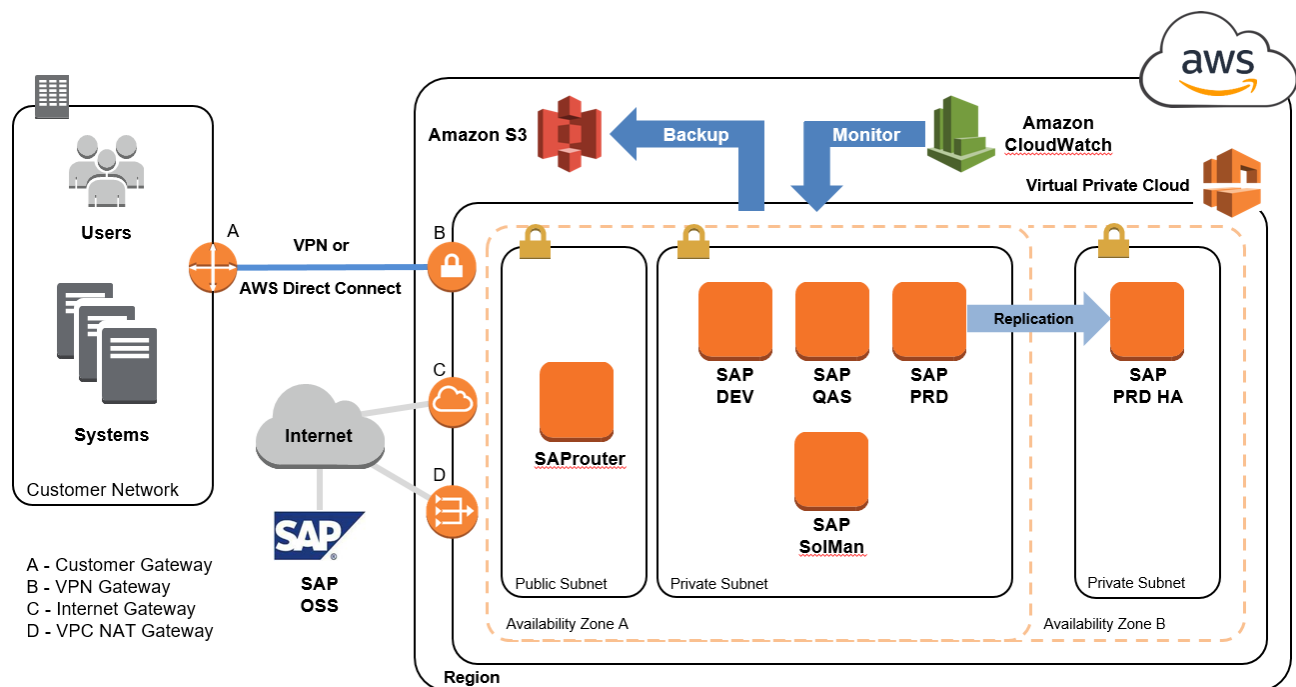 aws
Amazon S3
Backup
Monitor
Amazon
CloudWatch
Virtual Private Cloud
Users
A
VPN or
AWS Direct Connect
B
Systems
Customer Network
C
Internet
D
SAP
®
SAP
OSS
SAProuter
Public Subnet
SAP
DEV
SAP
QAS
SAP
PRD
SAP
SolMan
Private Subnet
Replication
SAP
PRD HA
Private Subnet
Availability Zone A
Availability Zone B
Region
A - Customer Gateway
B - VPN Gateway
C - Internet Gateway
D - VPC NAT Gateway